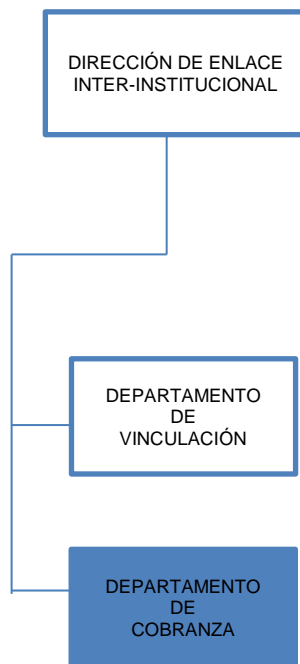 DIRECCIÓN DE ENLACE
INTER-INSTITUCIONAL
DEPARTAMENTO
DE
VINCULACIÓN
DEPARTAMENTO
DE
COBRANZA